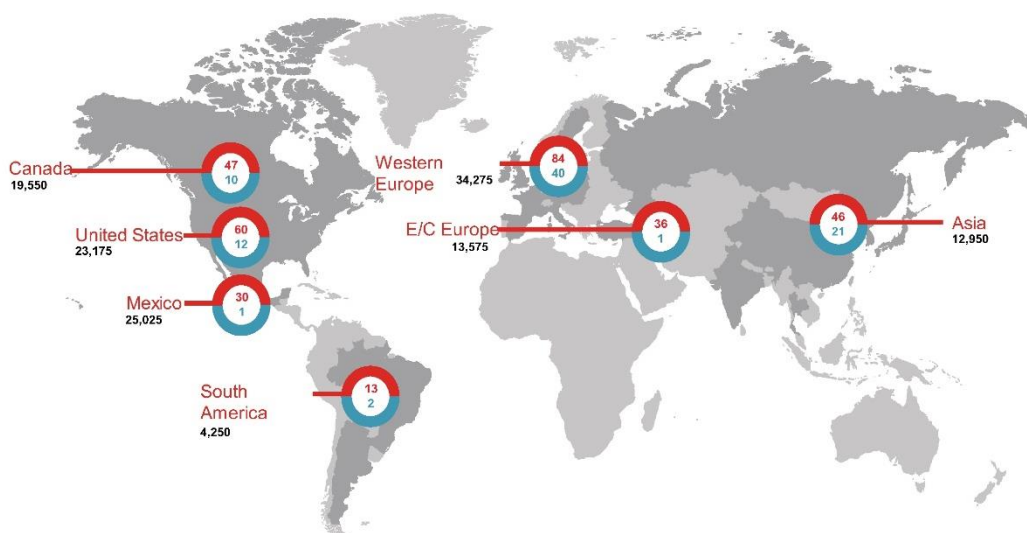 Canada
19,550
47
10
United States
23,175
60
12
Mexico
25,025
30
1
South
America
4,250
13
2
Western
Europe
34,275
84
40
E/C Europe
13,575
36
1
Asia
12,950
46
21